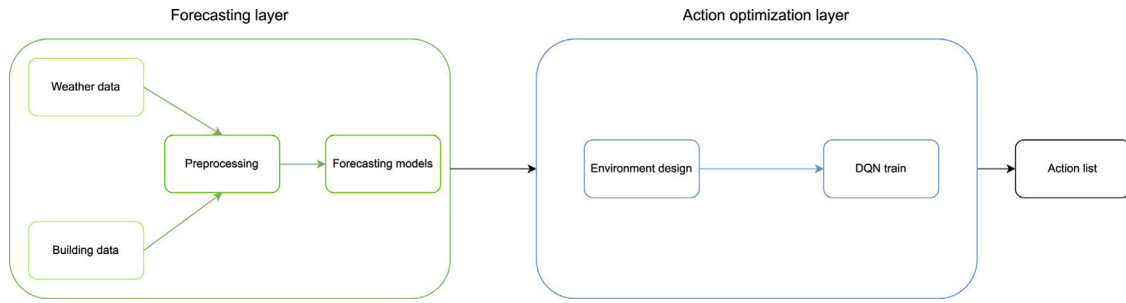 Forecasting layer
Action optimization layer
Weather data
Preprocessing
Forecasting models
Building data
Environment design
DQN train
Action list